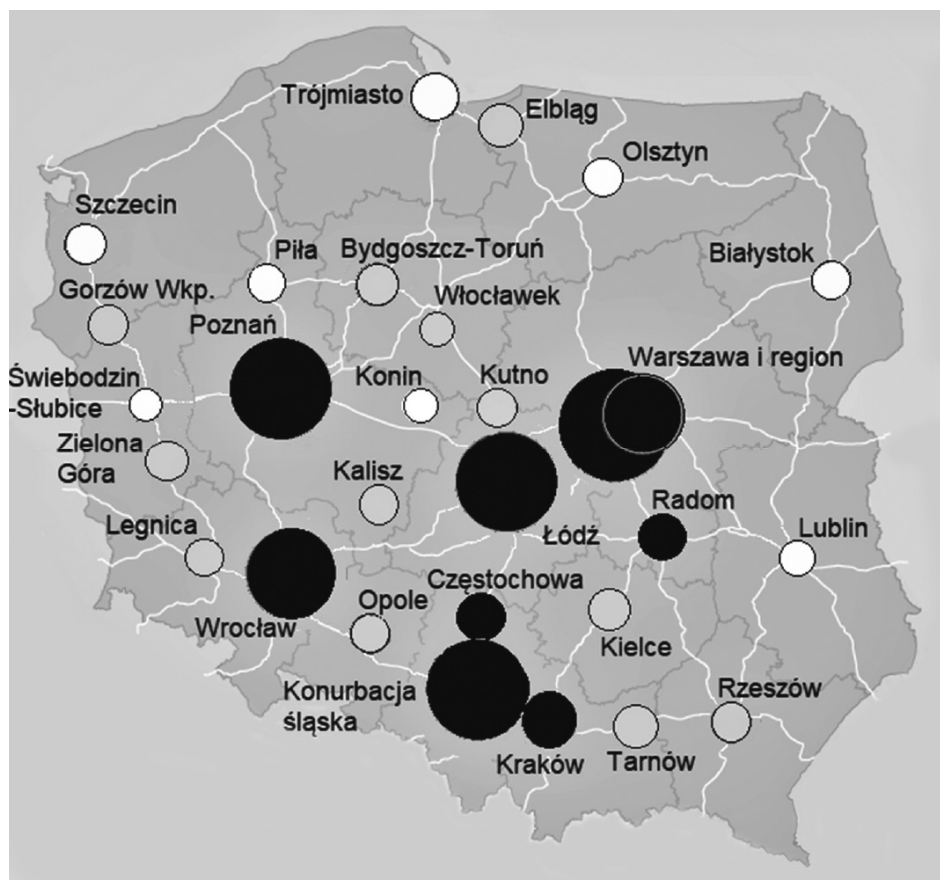 Trójmiasto
Elbląg
Olsztyn
Szczecin
Piła
Bydgoszcz-Toruń
Białystok
Gorzów Wkp.
Włocławek
Poznań
Warszawa i region
Świebodzin
-Słubice
Konin
Kutno
Zielona
Góra
Kalisz
Radom
Legnica
Łódź
Lublin
Częstochowa
Opole
Wrocław
Kielce
Konurbacja
śląska
Rzeszów
Kraków
Tarnów